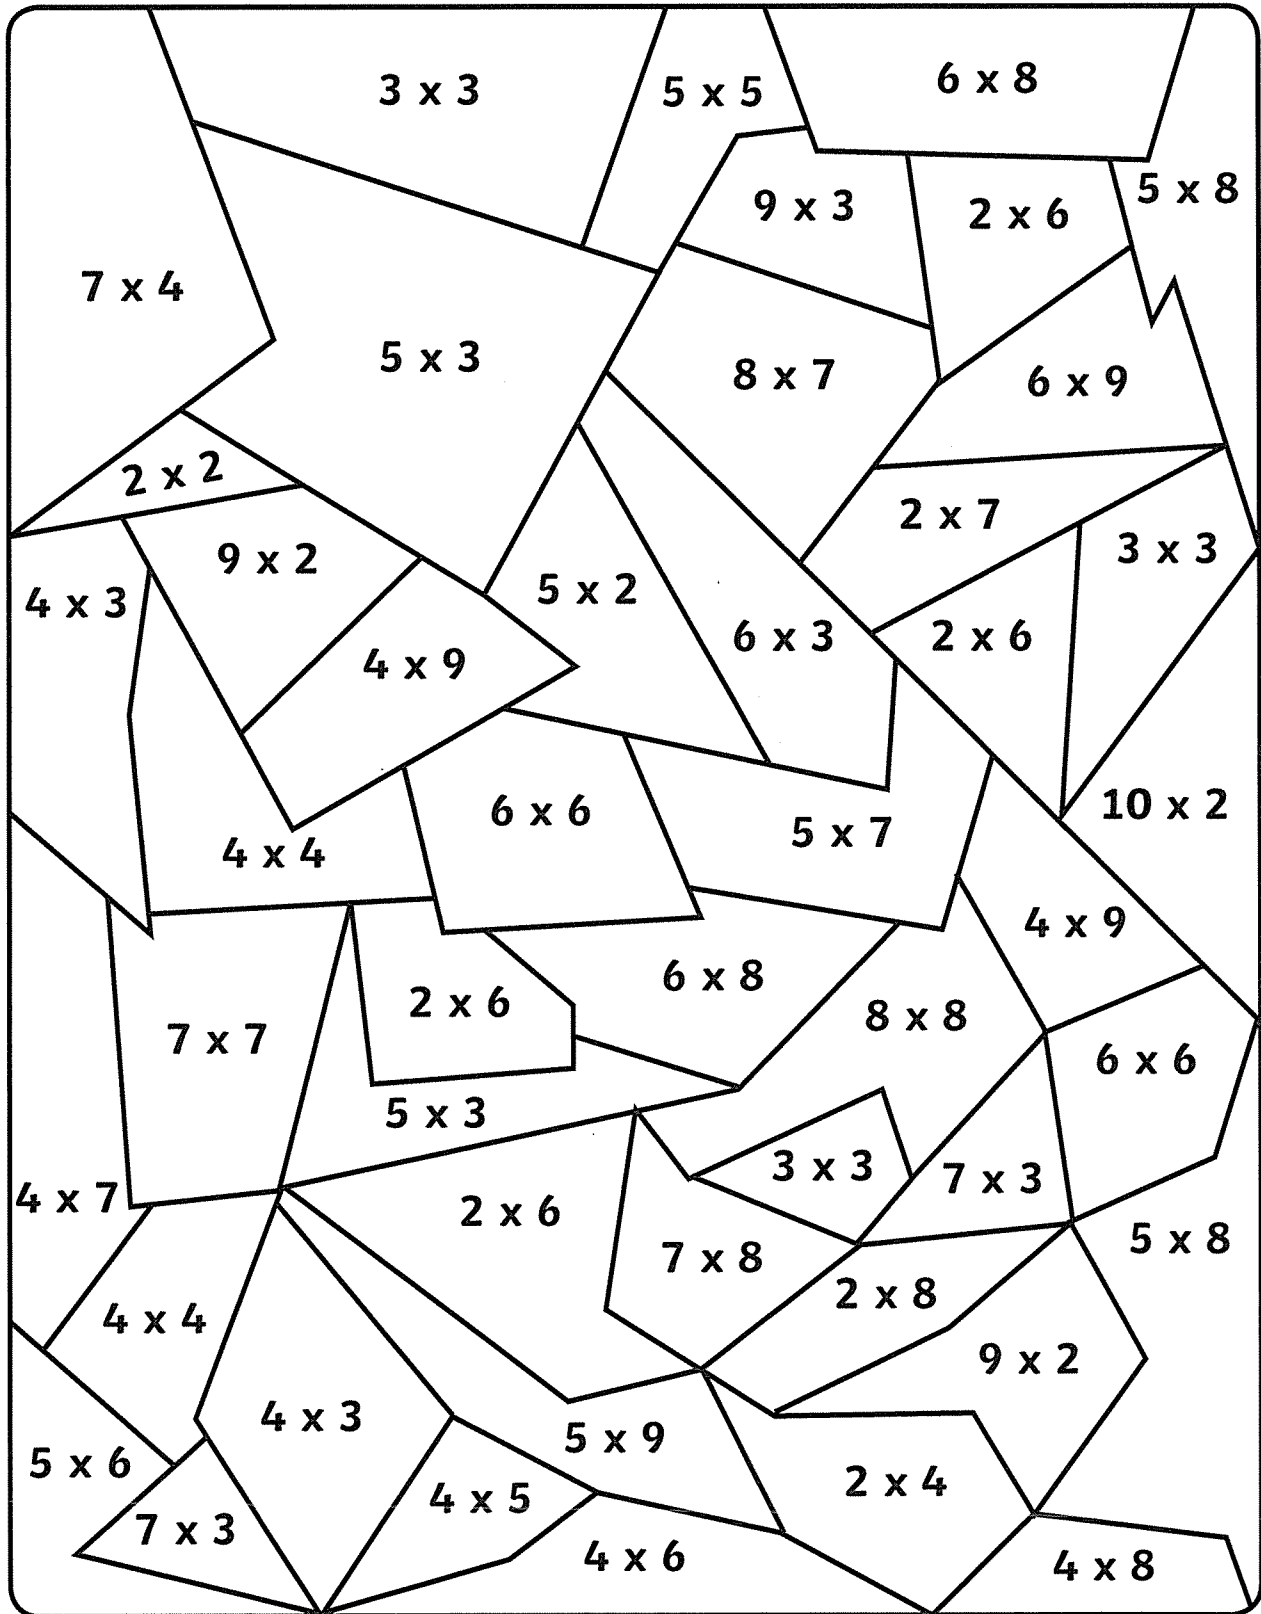 3 x 3
5 x 5
6 x 8
9 x 3
2 x 6
5 x 8
7 x 4
5 x 3
8 x 7
6 x 9
2 x 2
2 x 7
3 x 3
9 x 2
4 x 3
5 x 2
6 x 3
2 x 6
4 x 9
6 x 6
5 x 7
10 x 2
4 x 4
4 x 9
6 x 8
2 x 6
8 x 8
7 x 7
6 x 6
5 x 3
3 x 3
7 x 3
4 x 7
2 x 6
7 x 8
5 x 8
2 x 8
4 x 4
9 x 2
4 x 3
5 x 9
5 x 6
2 x 4
4 x 5
7 x 3
4 x 6
4 x 8